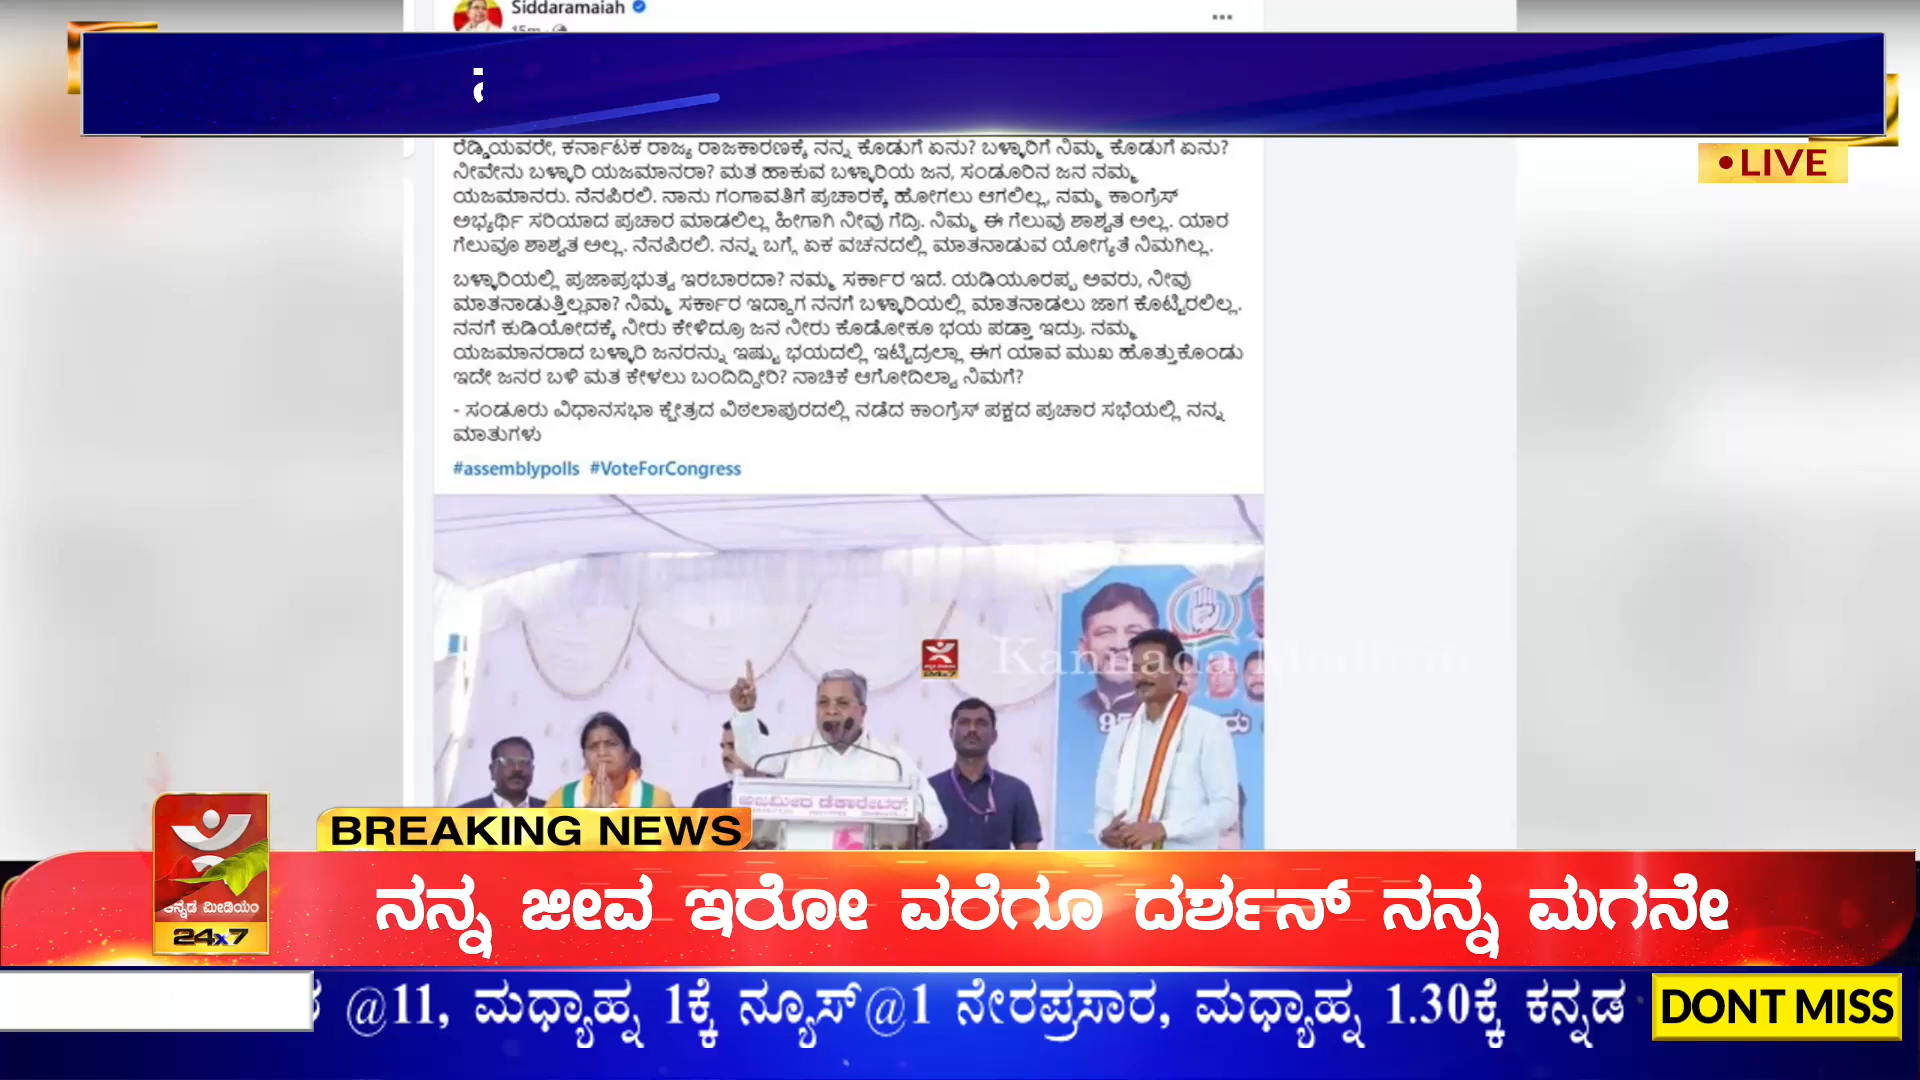 Siddaramaiah
LIVE
ರೆಡ್ಡಿಯವರೇ, ಕರ್ನಾಟಕ ರಾಜ್ಯ ರಾಜಕಾರಣಕ್ಕೆ ನನ್ನ ಕೊಡುಗೆ ಏನು? ಬಳ್ಳಾರಿಗೆ ನಿಮ್ಮ ಕೊಡುಗೆ ಏನು?
ನೀವೇನು ಬಳ್ಳಾರಿ ಯಜಮಾನರಾ? ಮತ ಹಾಕುವ ಬಳ್ಳಾರಿಯ ಜನ, ಸಂಡೂರಿನ ಜನ ನಮ್ಮ
ಯಜಮಾನರು. ನೆನಪಿರಲಿ. ನಾನು ಗಂಗಾವತಿಗೆ ಪ್ರಚಾರಕ್ಕೆ ಹೋಗಲು ಆಗಲಿಲ್ಲ, ನಮ್ಮ ಕಾಂಗ್ರೆಸ್
ಅಭ್ಯರ್ಥಿ ಸರಿಯಾದ ಪ್ರಚಾರ ಮಾಡಲಿಲ್ಲ ಹೀಗಾಗಿ ನೀವು ಗೆದ್ರಿ. ನಿಮ್ಮ ಈ ಗೆಲುವು ಶಾಶ್ವತ ಅಲ್ಲ. ಯಾರ
ಗೆಲುವೂ ಶಾಶ್ವತ ಅಲ್ಲ. ನೆನಪಿರಲಿ. ನನ್ನ ಬಗ್ಗೆ ಏಕ ವಚನದಲ್ಲಿ ಮಾತನಾಡುವ ಯೋಗ್ಯತೆ ನಿಮಗಿಲ್ಲ.
ಬಳ್ಳಾರಿಯಲ್ಲಿ ಪ್ರಜಾಪ್ರಭುತ್ವ ಇರಬಾರದಾ? ನಮ್ಮ ಸರ್ಕಾರ ಇದೆ. ಯಡಿಯೂರಪ್ಪ ಅವರು, ನೀವು
ಮಾತನಾಡುತ್ತಿಲ್ಲವಾ? ನಿಮ್ಮ ಸರ್ಕಾರ ಇದ್ದಾಗ ನನಗೆ ಬಳ್ಳಾರಿಯಲ್ಲಿ ಮಾತನಾಡಲು ಜಾಗ ಕೊಟ್ಟಿರಲಿಲ್ಲ.
ನನಗೆ ಕುಡಿಯೋದಕ್ಕೆ ನೀರು ಕೇಳಿದ್ರೂ ಜನ ನೀರು ಕೊಡೋಕೂ ಭಯ ಪಡ್ತಾ ಇದ್ರು. ನಮ್ಮ
ಯಜಮಾನರಾದ ಬಳ್ಳಾರಿ ಜನರನ್ನು ಇಷ್ಟು ಭಯದಲ್ಲಿ ಇಟ್ಟಿದ್ರಲ್ಲಾ ಈಗ ಯಾವ ಮುಖ ಹೊತ್ತುಕೊಂಡು
ಇದೇ ಜನರ ಬಳಿ ಮತ ಕೇಳಲು ಬಂದಿದ್ದೀರಿ? ನಾಚಿಕೆ ಆಗೋದಿಲ್ವಾ ನಿಮಗೆ?
- ಸಂಡೂರು ವಿಧಾನಸಭಾ ಕ್ಷೇತ್ರದ ವಿಠಲಾಪುರದಲ್ಲಿ ನಡೆದ ಕಾಂಗ್ರೆಸ್ ಪಕ್ಷದ ಪ್ರಚಾರ ಸಭೆಯಲ್ಲಿ ನನ್ನ
ಮಾತುಗಳು
#assemblypolls #VoteForCongress
Kannada
BREAKING NEWS
ನನ್ನ ಜೀವ ಇರೋ ವರೆಗೂ ದರ್ಶನ್ ನನ್ನ ಮಗನೇ
ಕನ್ನಡ ಮೀಡಿಯಂ
24x7
@11, ಮಧ್ಯಾಹ್ನ 1ಕ್ಕೆ ನ್ಯೂಸ್@1 ನೇರಪ್ರಸಾರ, ಮಧ್ಯಾಹ್ನ 1.30ಕ್ಕೆ ಕನ್ನಡ
DONT MISS